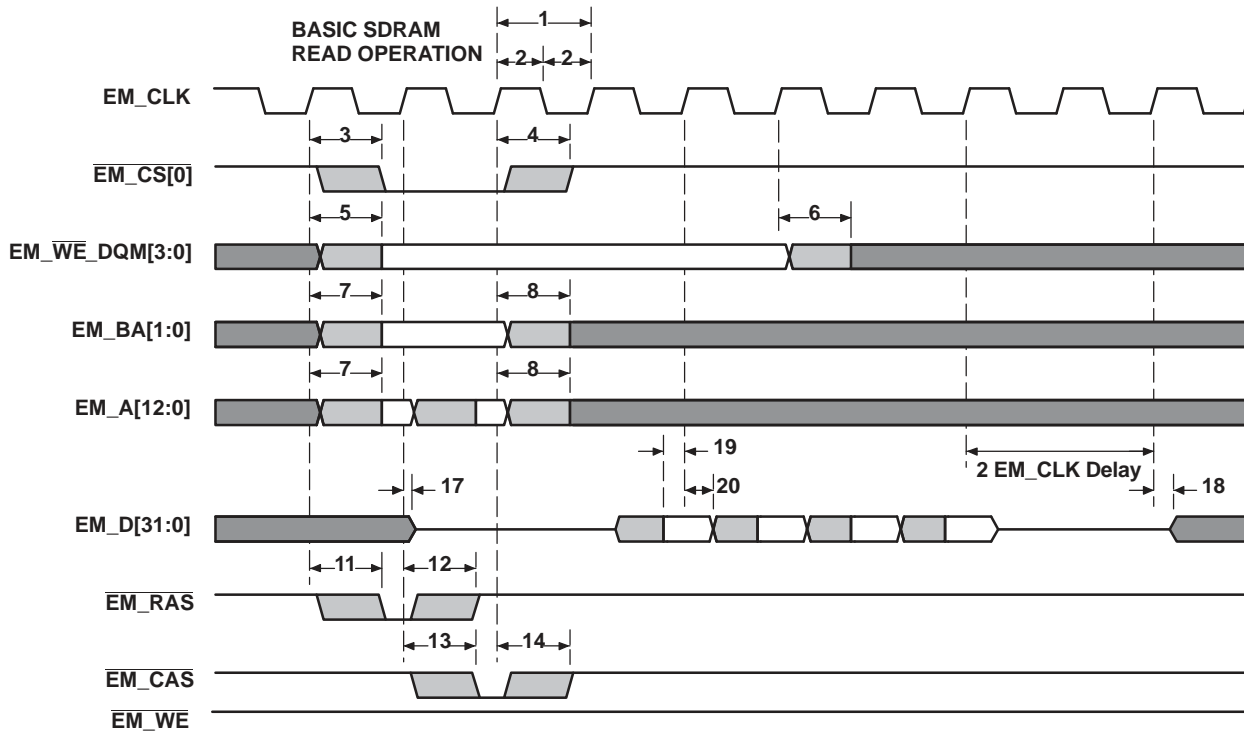 1
BASIC SDRAM
READ OPERATION
2 2
EM_CLK
3 4
EM_CS[0]
5 6
EM_WE_DQM[3:0]
7 8
EM_BA[1:0]
7 8
EM_A[12:0]
19
2 EM_CLK Delay
17 20 18
EM_D[31:0]
11 12
EM_RAS
13 14
EM_CAS
EM_WE